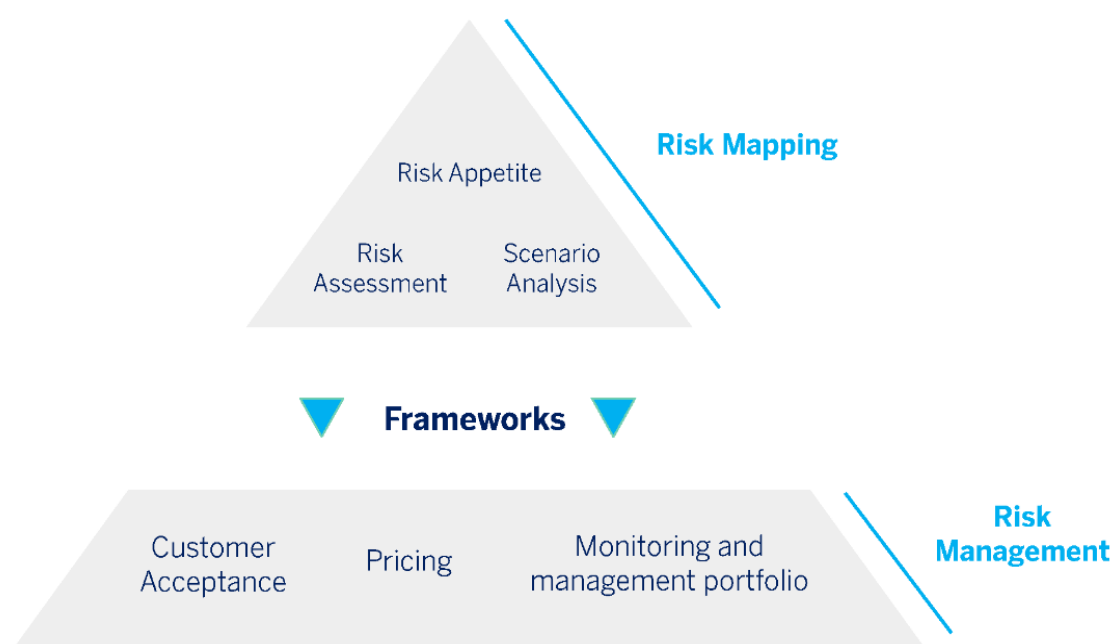 Risk Mapping
Risk Appetite
Risk
Assessment
Scenario
Analysis
Frameworks
Customer
Acceptance
Pricing
Monitoring and
management portfolio
Risk
Management